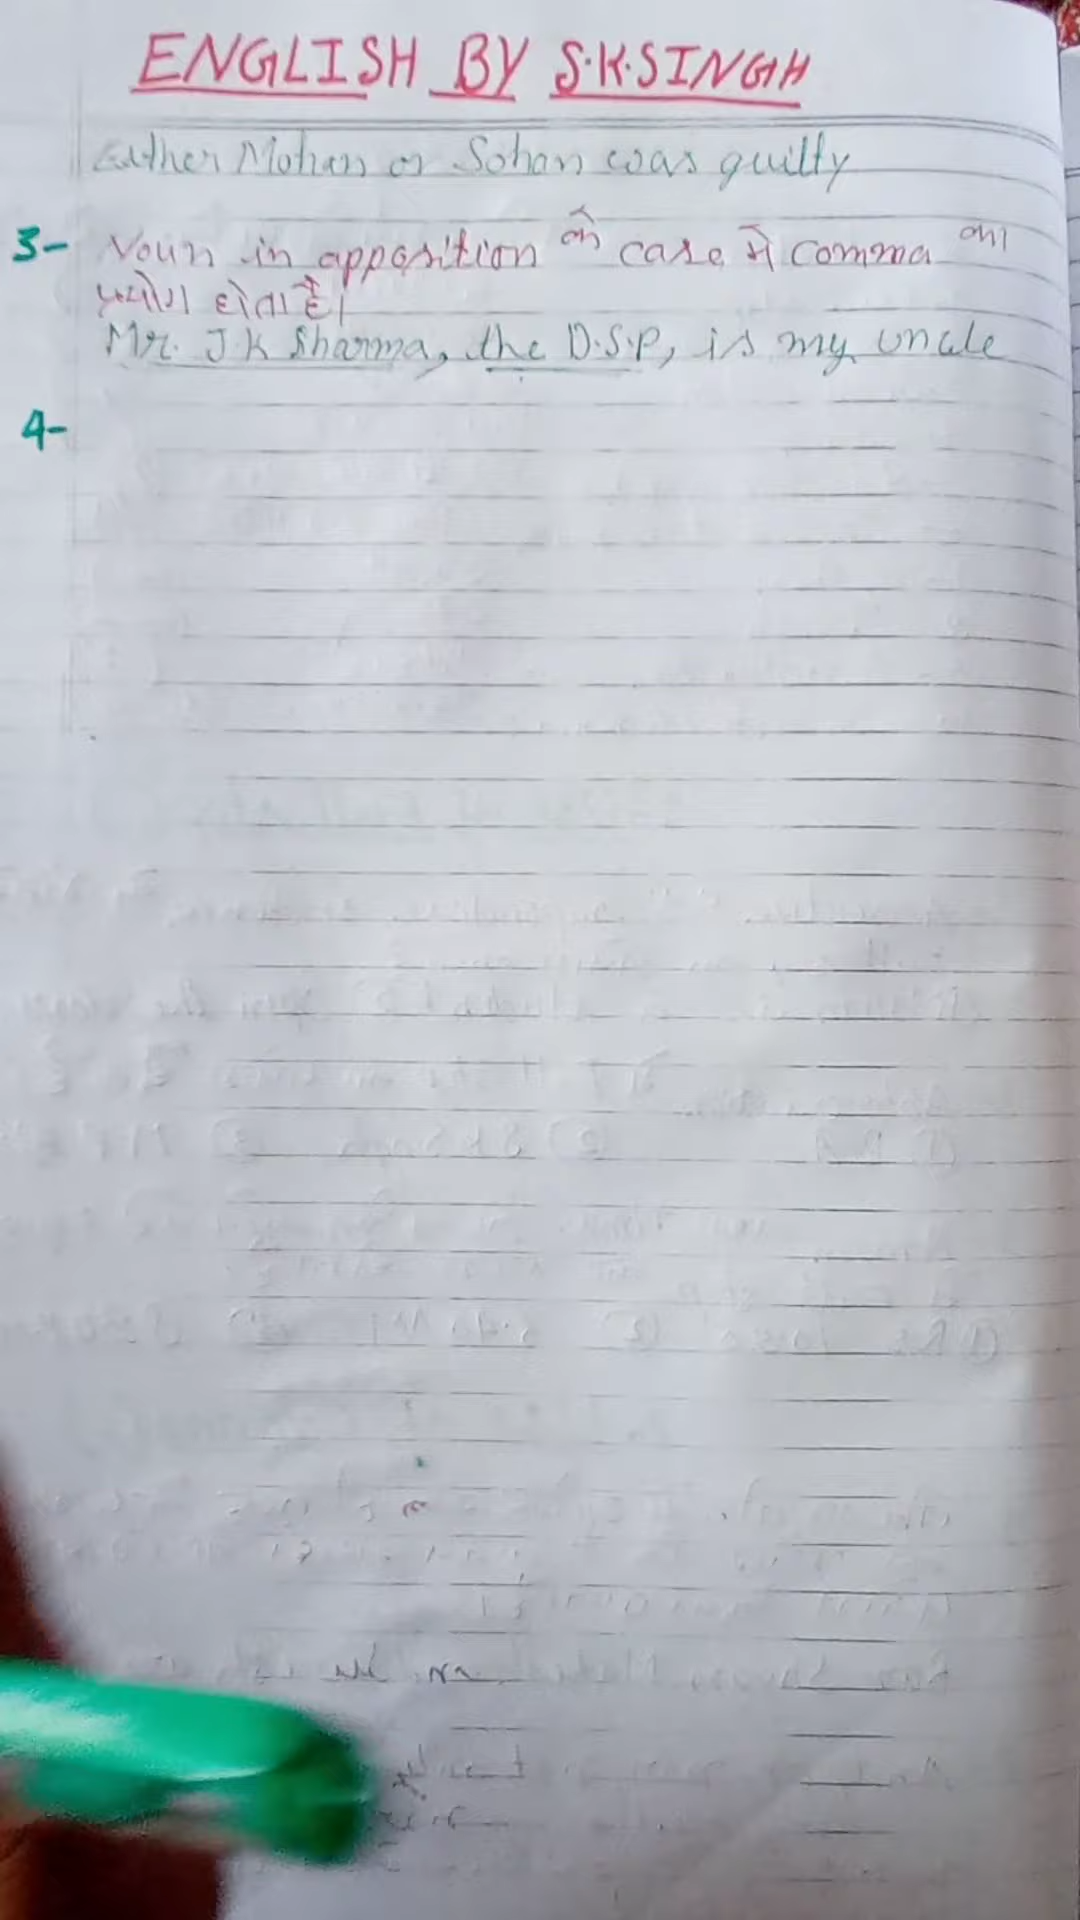 ENGLISH BY S.K.SINGH
Either Mohan or Sohan was guilty
3- Noun in apposition के case में comma का
प्रयोग होता है।
Mr. J.K Sharma, the D.S.P, is my uncle
4-